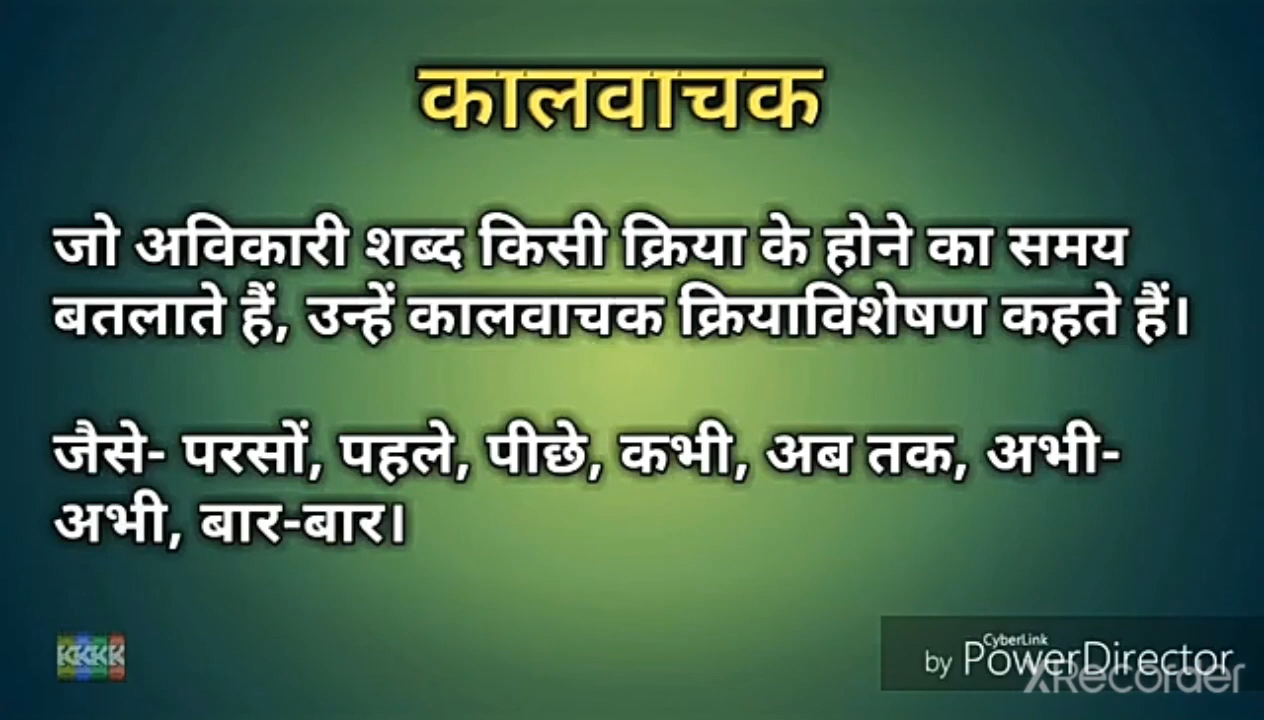 कालवाचक
जो अविकारी शब्द किसी क्रिया के होने का समय
बतलाते हैं, उन्हें कालवाचक क्रियाविशेषण कहते हैं।
जैसे- परसों, पहले, पीछे, कभी, अब तक, अभी-
अभी, बार-बार।
KKKK
CyberLink
by PowerDirector
XRecorder